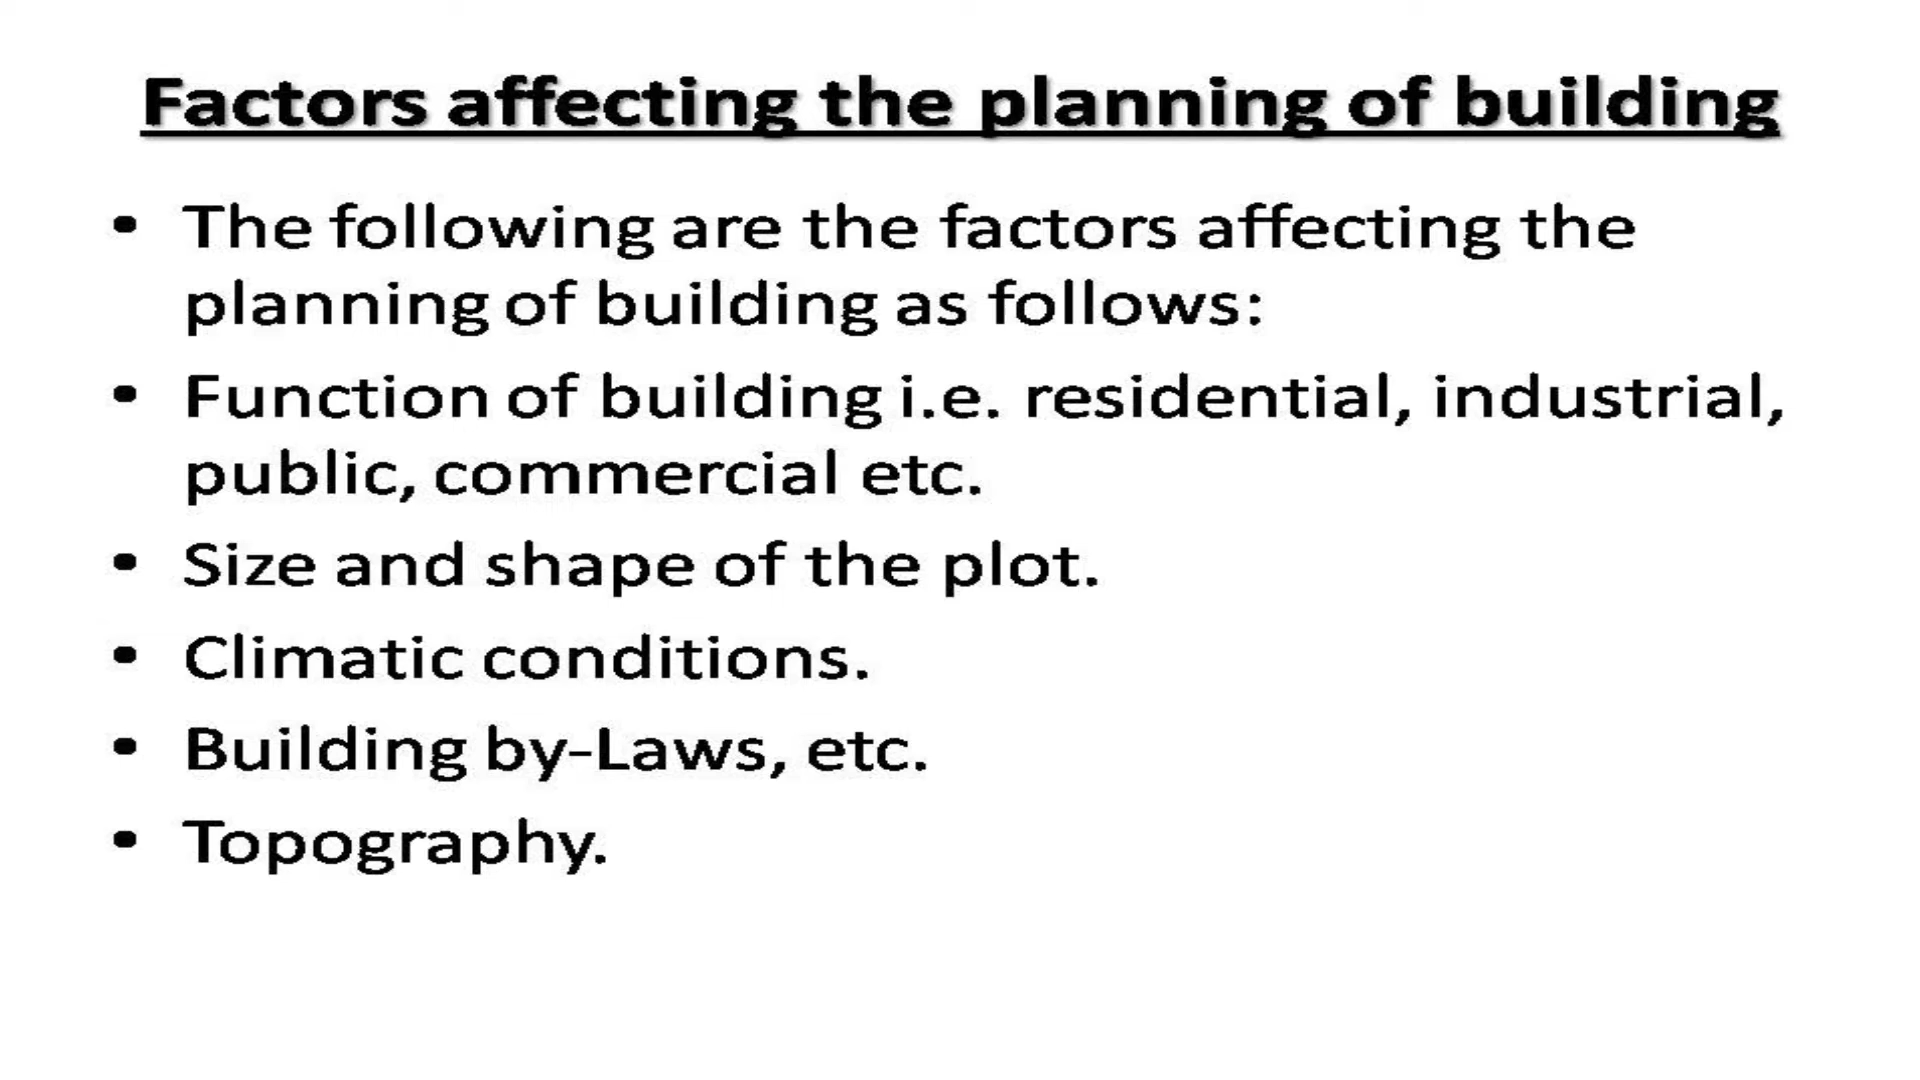 Factors affecting the planning of building
• The following are the factors affecting the
planning of building as follows:
• Function of building i.e. residential, industrial,
public, commercial etc.
• Size and shape of the plot.
• Climatic conditions.
• Building by-Laws, etc.
• Topography.